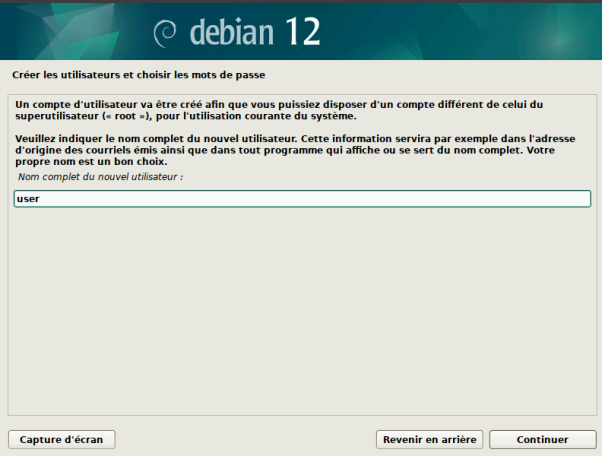 debian 12
Créer les utilisateurs et choisir les mots de passe
Un compte d'utilisateur va être créé afin que vous puissiez disposer d'un compte différent de celui du
superutilisateur (« root »), pour l'utilisation courante du système.
Veuillez indiquer le nom complet du nouvel utilisateur. Cette information servira par exemple dans l'adresse
d'origine des courriels émis ainsi que dans tout programme qui affiche ou se sert du nom complet. Votre
propre nom est un bon choix.
Nom complet du nouvel utilisateur :
user
Capture d'écran
Revenir en arrière
Continuer